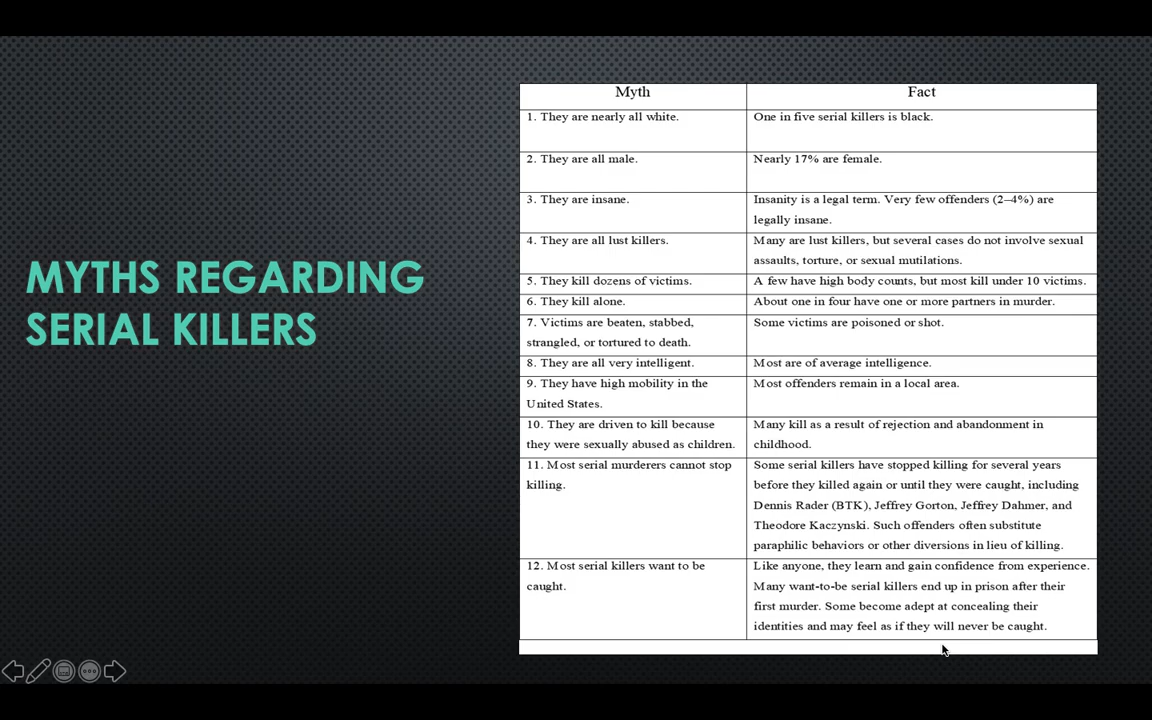 MYTHS REGARDING
SERIAL KILLERS
Myth
Fact
1. They are nearly all white.
One in five serial killers is black.
2. They are all male.
Nearly 17% are female.
3. They are insane.
Insanity is a legal term. Very few offenders (2–4%) are
legally insane.
4. They are all lust killers.
Many are lust killers, but several cases do not involve sexual
assaults, torture, or sexual mutilations.
5. They kill dozens of victims.
A few have high body counts, but most kill under 10 victims.
6. They kill alone.
About one in four have one or more partners in murder.
7. Victims are beaten, stabbed,
strangled, or tortured to death.
Some victims are poisoned or shot.
8. They are all very intelligent.
Most are of average intelligence.
9. They have high mobility in the
United States.
Most offenders remain in a local area.
10. They are driven to kill because
they were sexually abused as children.
Many kill as a result of rejection and abandonment in
childhood.
11. Most serial murderers cannot stop
killing.
Some serial killers have stopped killing for several years
before they killed again or until they were caught, including
Dennis Rader (BTK), Jeffrey Gorton, Jeffrey Dahmer, and
Theodore Kaczynski. Such offenders often substitute
paraphilic behaviors or other diversions in lieu of killing.
12. Most serial killers want to be
caught.
Like anyone, they learn and gain confidence from experience.
Many want-to-be serial killers end up in prison after their
first murder. Some become adept at concealing their
identities and may feel as if they will never be caught.